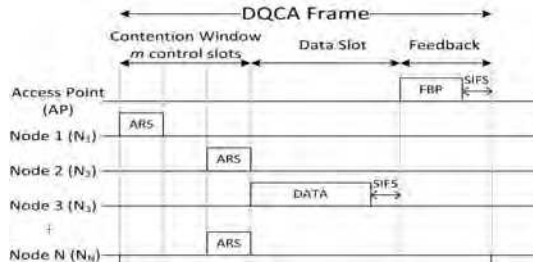 DQCA Frame
Contention Window
m control slots
Data Slot
Feedback
Access Point
(AP)
FBP
SIFS
Node 1 (N₁)
ARS
Node 2 (N₂)
ARS
Node 3 (N₃)
DATA
SIFS
Node N (N_N)
ARS